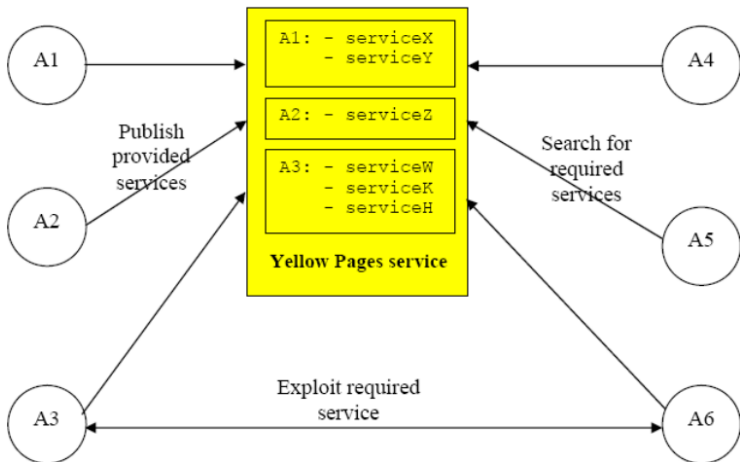 A1
A1: - serviceX
- serviceY
A4
A2: - serviceZ
Publish
provided
services
Search for
required
services
A3: - serviceW
- serviceK
- serviceH
A2
A5
Yellow Pages service
Exploit required
service
A3
A6